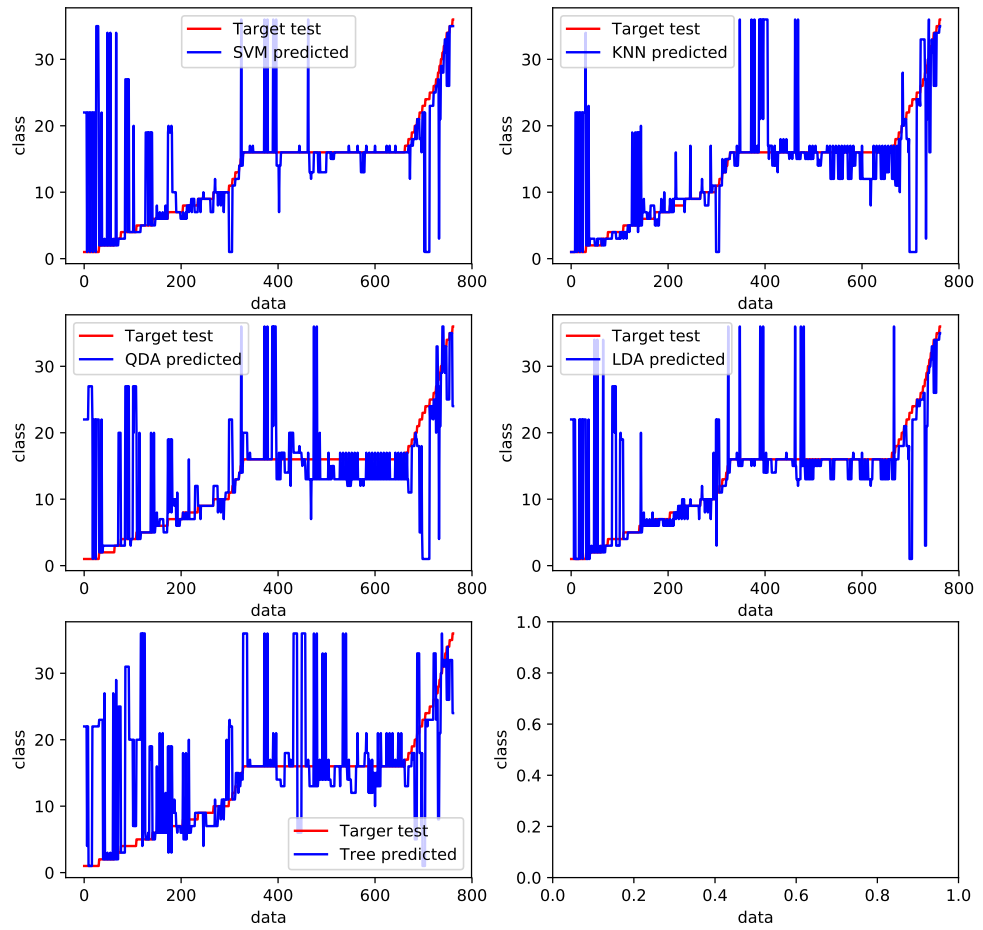 Target test
SVM predicted
class
30
20
10
0
0 200 400 600 800
data
Target test
KNN predicted
class
30
20
10
0
0 200 400 600 800
data
Target test
QDA predicted
class
30
20
10
0
0 200 400 600 800
data
Target test
LDA predicted
class
30
20
10
0
0 200 400 600 800
data
Targer test
Tree predicted
class
30
20
10
0
0 200 400 600 800
data
class
1.0
0.8
0.6
0.4
0.2
0.0
0.0 0.2 0.4 0.6 0.8 1.0
data